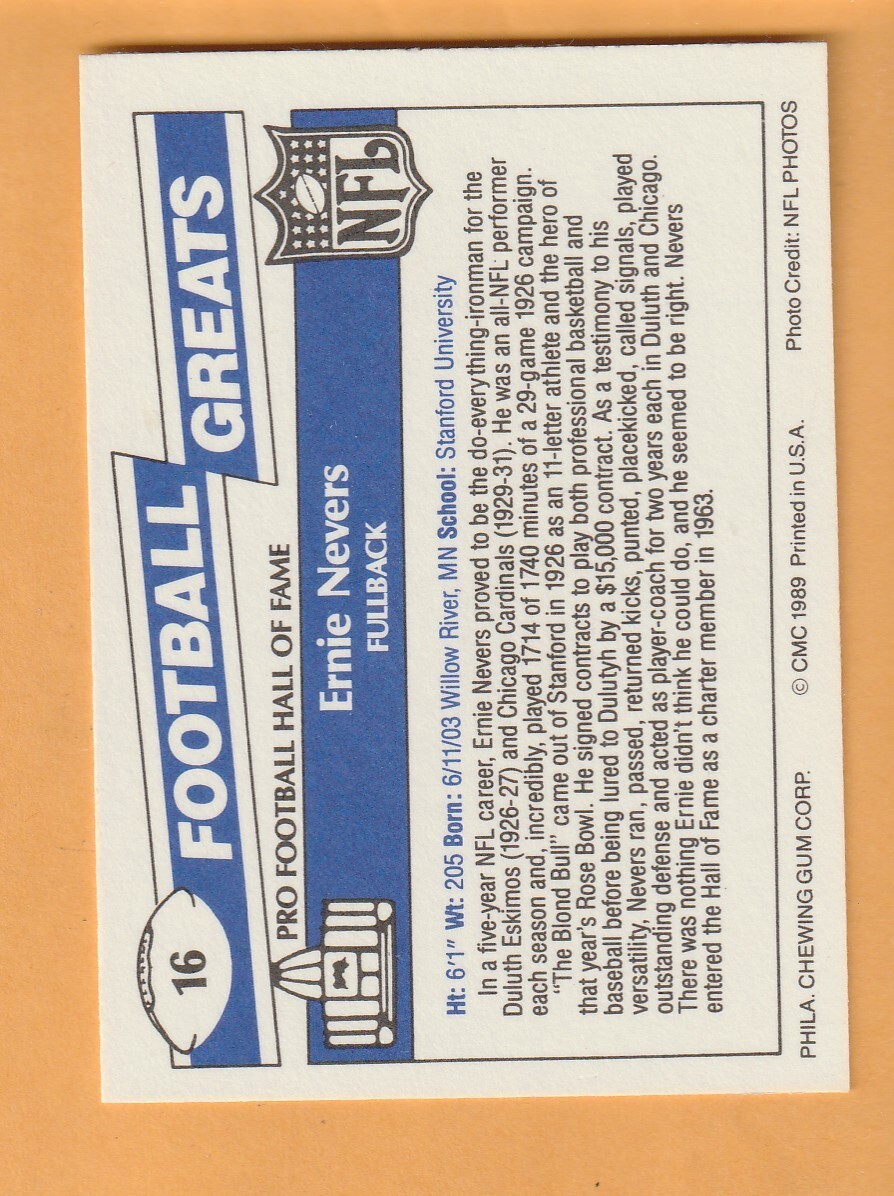 16
FOOTBALL
GREATS
PRO FOOTBALL HALL OF FAME
Ernie Nevers
FULLBACK
NFL
Ht: 6'1" Wt: 205 Born: 6/11/03 Willow River, MN School: Stanford University
In a five-year NFL career, Ernie Nevers proved to be the do-everything-ironman for the
Duluth Eskimos (1926-27) and Chicago Cardinals (1929-31). He was an all-NFL performer
each season and, incredibly, played 1714 of 1740 minutes of a 29-game 1926 campaign.
"The Blond Bull" came out of Stanford in 1926 as an 11-letter athlete and the hero of
that year's Rose Bowl. He signed contracts to play both professional basketball and
baseball before being lured to Dulutyh by a $15,000 contract. As a testimony to his
versatility, Nevers ran, passed, returned kicks, punted, placekicked, called signals, played
outstanding defense and acted as player-coach for two years each in Duluth and Chicago.
There was nothing Ernie didn't think he could do, and he seemed to be right. Nevers
entered the Hall of Fame as a charter member in 1963.
PHILA. CHEWING GUM CORP. © CMC 1989 Printed in U.S.A. Photo Credit: NFL PHOTOS